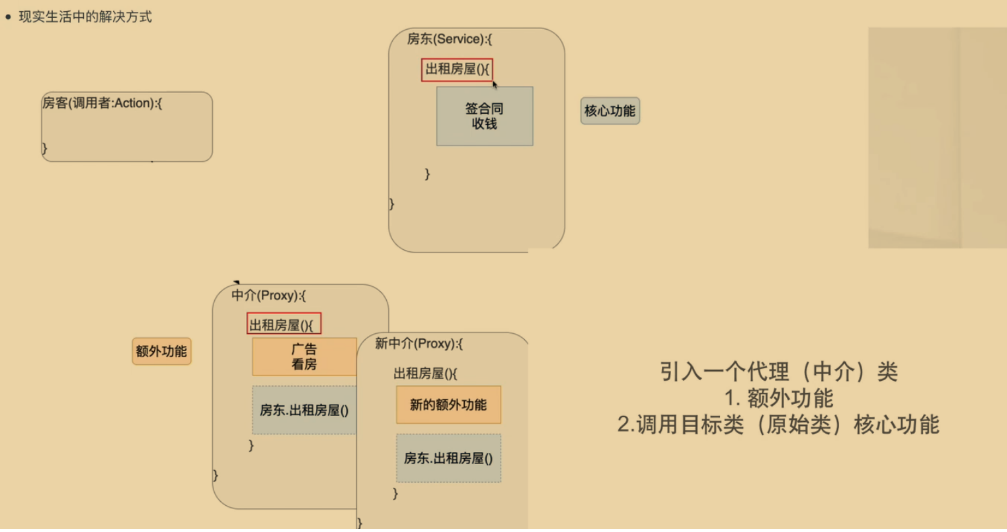 现实生活中的解决方式
房东(Service):{
出租房屋(){
签合同
收钱
}
}
核心功能
房客(调用者:Action):{
}
中介(Proxy):{
出租房屋(){
广告
看房
房东.出租房屋()
}
}
额外功能
新中介(Proxy):{
出租房屋(){
新的额外功能
房东.出租房屋()
}
}
引入一个代理（中介）类
1. 额外功能
2.调用目标类（原始类）核心功能